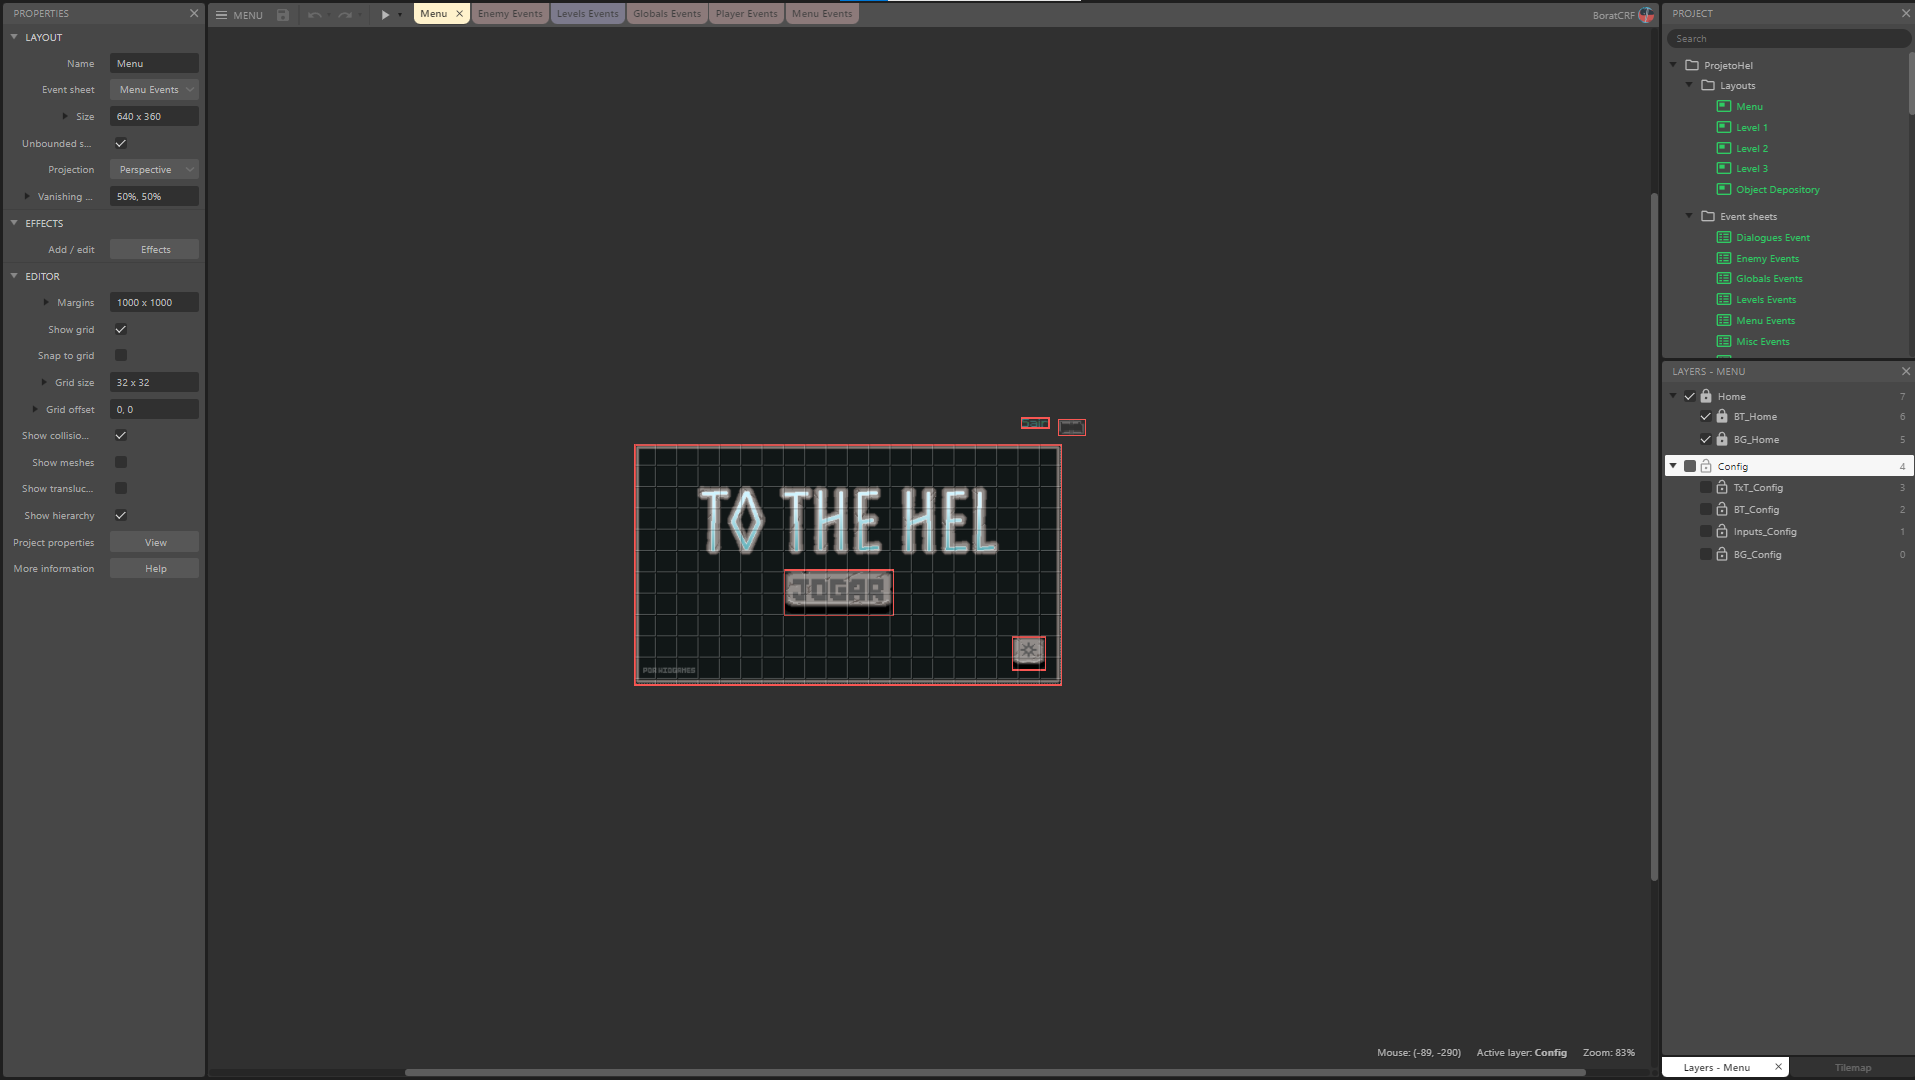 PROPERTIES
LAYOUT
Name Menu
Event sheet Menu Events
Size 640 x 360
Unbounded s...
Projection Perspective
Vanishing ... 50%, 50%
EFFECTS
Add / edit Effects
EDITOR
Margins 1000 x 1000
Show grid
Snap to grid
Grid size 32 x 32
Grid offset 0, 0
Show collisio...
Show meshes
Show transluc...
Show hierarchy
Project properties View
More information Help
MENU
Menu
Enemy Events
Levels Events
Globals Events
Player Events
Menu Events
BoratCRF
Sair
TO THE HEL
JOGAR
Mouse: (-89, -290) Active layer: Config Zoom: 83%
PROJECT
Search
ProjetoHel
Layouts
Menu
Level 1
Level 2
Level 3
Object Depository
Event sheets
Dialogues Event
Enemy Events
Globals Events
Levels Events
Menu Events
Misc Events
LAYERS - MENU
Home 7
BT_Home 6
BG_Home 5
Config 4
TxT_Config 3
BT_Config 2
Inputs_Config 1
BG_Config 0
Layers - Menu
Tilemap